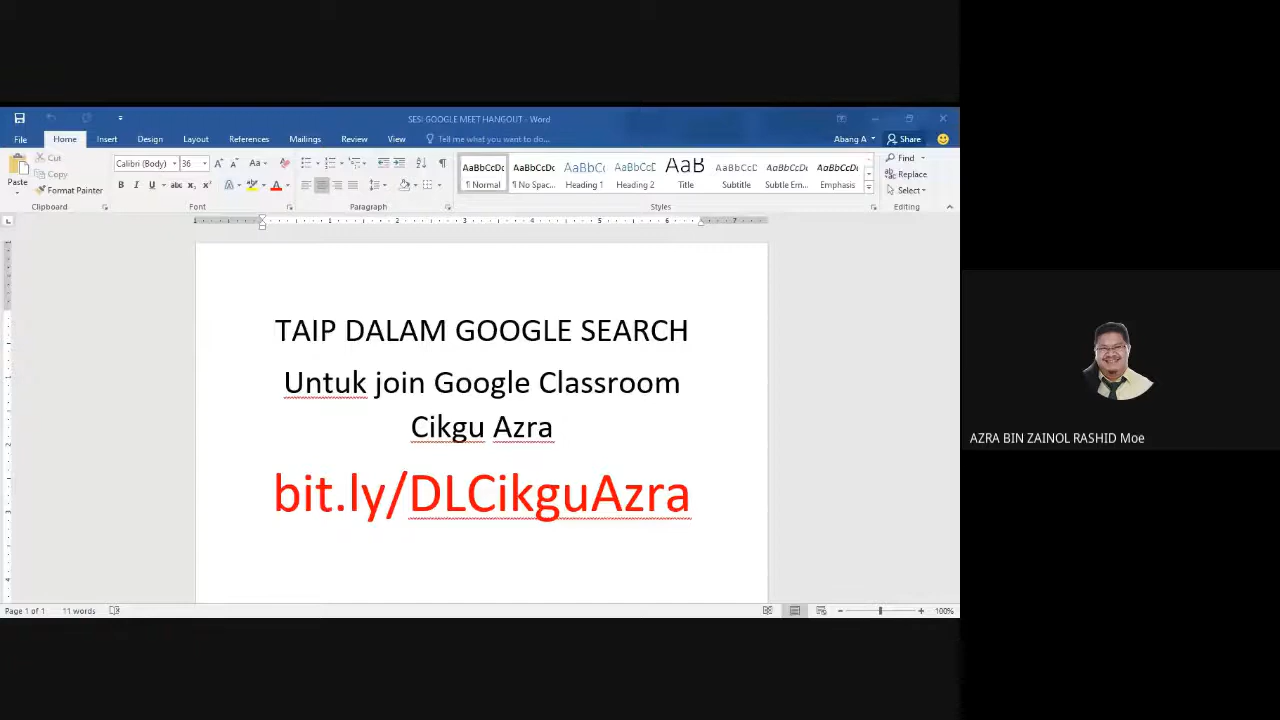 SESI GOOGLE MEET HANGOUT - Word
File Home Insert Design Layout References Mailings Review View Tell me what you want to do... Abang A Share
Paste Cut Copy Format Painter
Calibri (Body) 36
AaBbCcDc AaBbCcDc AaBbCc AaBbCcC AaB AaBbCcD AaBbCcDc AaBbCcDc
¶ Normal ¶ No Spac... Heading 1 Heading 2 Title Subtitle Subtle Em... Emphasis
Find Replace Select
Clipboard Font Paragraph Styles Editing
TAIP DALAM GOOGLE SEARCH
Untuk join Google Classroom
Cikgu Azra
bit.ly/DLCikguAzra
AZRA BIN ZAINOL RASHID Moe
Page 1 of 1 11 words 100%